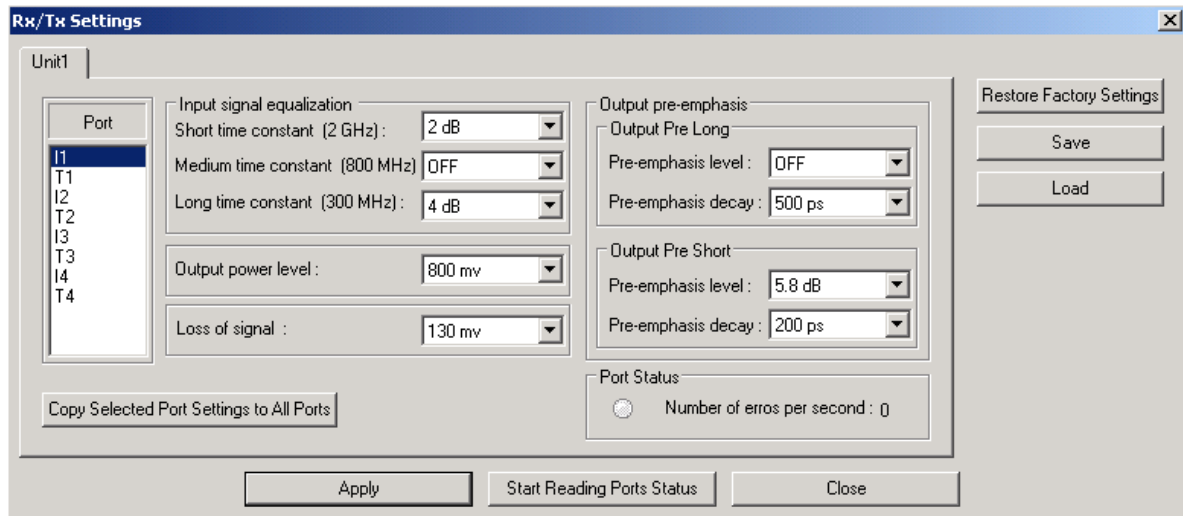 Rx/Tx Settings
Unit1
Port
I1
T1
I2
T2
I3
T3
I4
T4
Input signal equalization
Short time constant (2 GHz) : 2 dB
Medium time constant (800 MHz) OFF
Long time constant (300 MHz) : 4 dB
Output power level : 800 mv
Loss of signal : 130 mv
Copy Selected Port Settings to All Ports
Output pre-emphasis
Output Pre Long
Pre-emphasis level : OFF
Pre-emphasis decay : 500 ps
Output Pre Short
Pre-emphasis level : 5.8 dB
Pre-emphasis decay : 200 ps
Port Status
Number of erros per second : 0
Restore Factory Settings
Save
Load
Apply
Start Reading Ports Status
Close